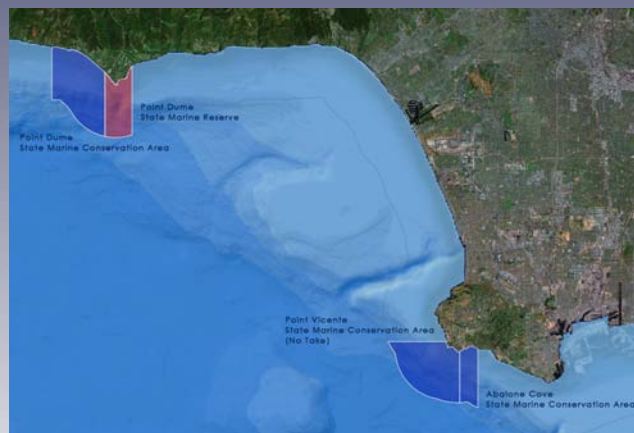 Point Dume
State Marine Reserve
Point Dume
State Marine Conservation Area
Point Vicente
State Marine Conservation Area
(No Take)
Abalone Cove
State Marine Conservation Area